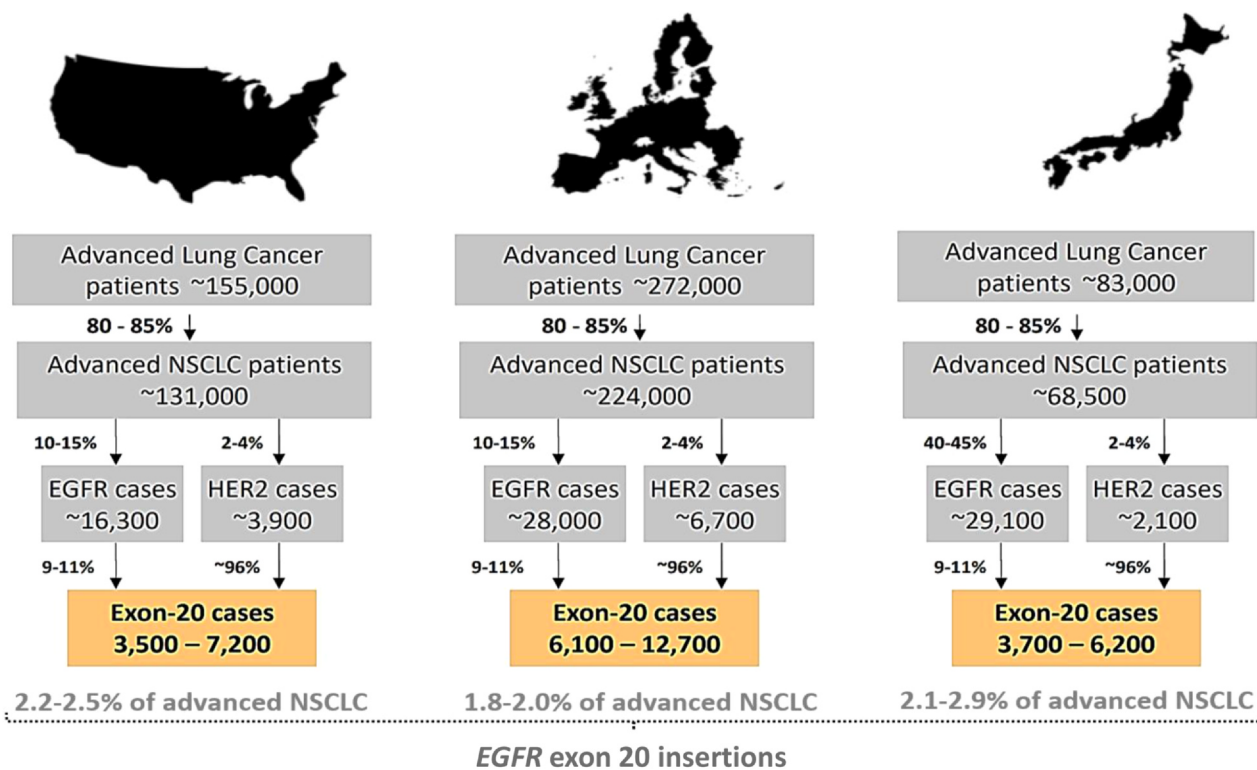 Advanced Lung Cancer
patients ~155,000
80 - 85%
Advanced NSCLC patients
~131,000
10-15%
2-4%
EGFR cases
~16,300
HER2 cases
~3,900
9-11%
~96%
Exon-20 cases
3,500 – 7,200
2.2-2.5% of advanced NSCLC
Advanced Lung Cancer
patients ~272,000
80 - 85%
Advanced NSCLC patients
~224,000
10-15%
2-4%
EGFR cases
~28,000
HER2 cases
~6,700
9-11%
~96%
Exon-20 cases
6,100 – 12,700
1.8-2.0% of advanced NSCLC
Advanced Lung Cancer
patients ~83,000
80 - 85%
Advanced NSCLC patients
~68,500
40-45%
2-4%
EGFR cases
~29,100
HER2 cases
~2,100
9-11%
~96%
Exon-20 cases
3,700 – 6,200
2.1-2.9% of advanced NSCLC
EGFR exon 20 insertions